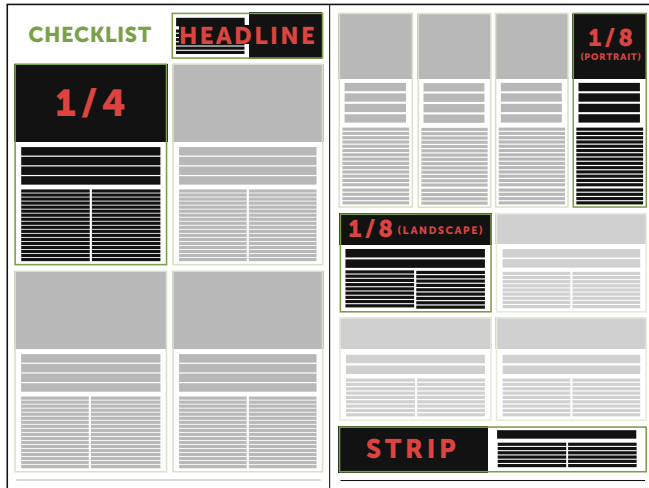 CHECKLIST
HEADLINE
1/4
1/8
(PORTRAIT)
1/8 (LANDSCAPE)
STRIP